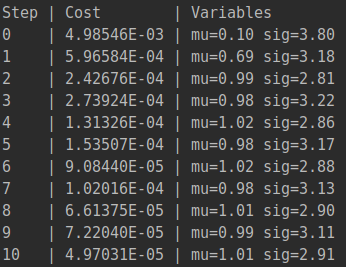 Step | Cost        | Variables
0    | 4.98546E-03 | mu=0.10 sig=3.80
1    | 5.96584E-04 | mu=0.69 sig=3.18
2    | 2.42676E-04 | mu=0.99 sig=2.81
3    | 2.73924E-04 | mu=0.98 sig=3.22
4    | 1.31326E-04 | mu=1.02 sig=2.86
5    | 1.53507E-04 | mu=0.98 sig=3.17
6    | 9.08440E-05 | mu=1.02 sig=2.88
7    | 1.02016E-04 | mu=0.98 sig=3.13
8    | 6.61375E-05 | mu=1.01 sig=2.90
9    | 7.22040E-05 | mu=0.99 sig=3.11
10   | 4.97031E-05 | mu=1.01 sig=2.91